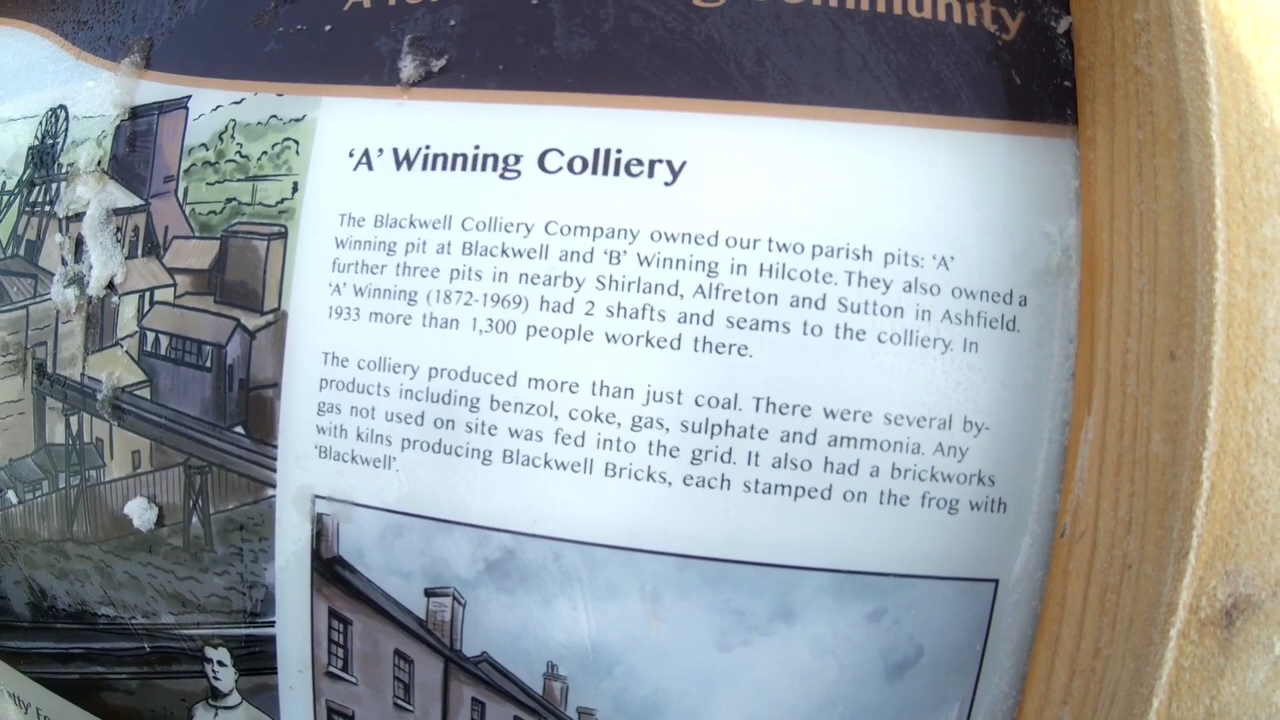 Community
'A' Winning Colliery
The Blackwell Colliery Company owned our two parish pits: 'A'
Winning pit at Blackwell and 'B' Winning in Hilcote. They also owned a
further three pits in nearby Shirland, Alfreton and Sutton in Ashfield.
'A' Winning (1872-1969) had 2 shafts and seams to the colliery. In
1933 more than 1,300 people worked there.
The colliery produced more than just coal. There were several by-
products including benzol, coke, gas, sulphate and ammonia. Any
gas not used on site was fed into the grid. It also had a brickworks
with kilns producing Blackwell Bricks, each stamped on the frog with
'Blackwell'.